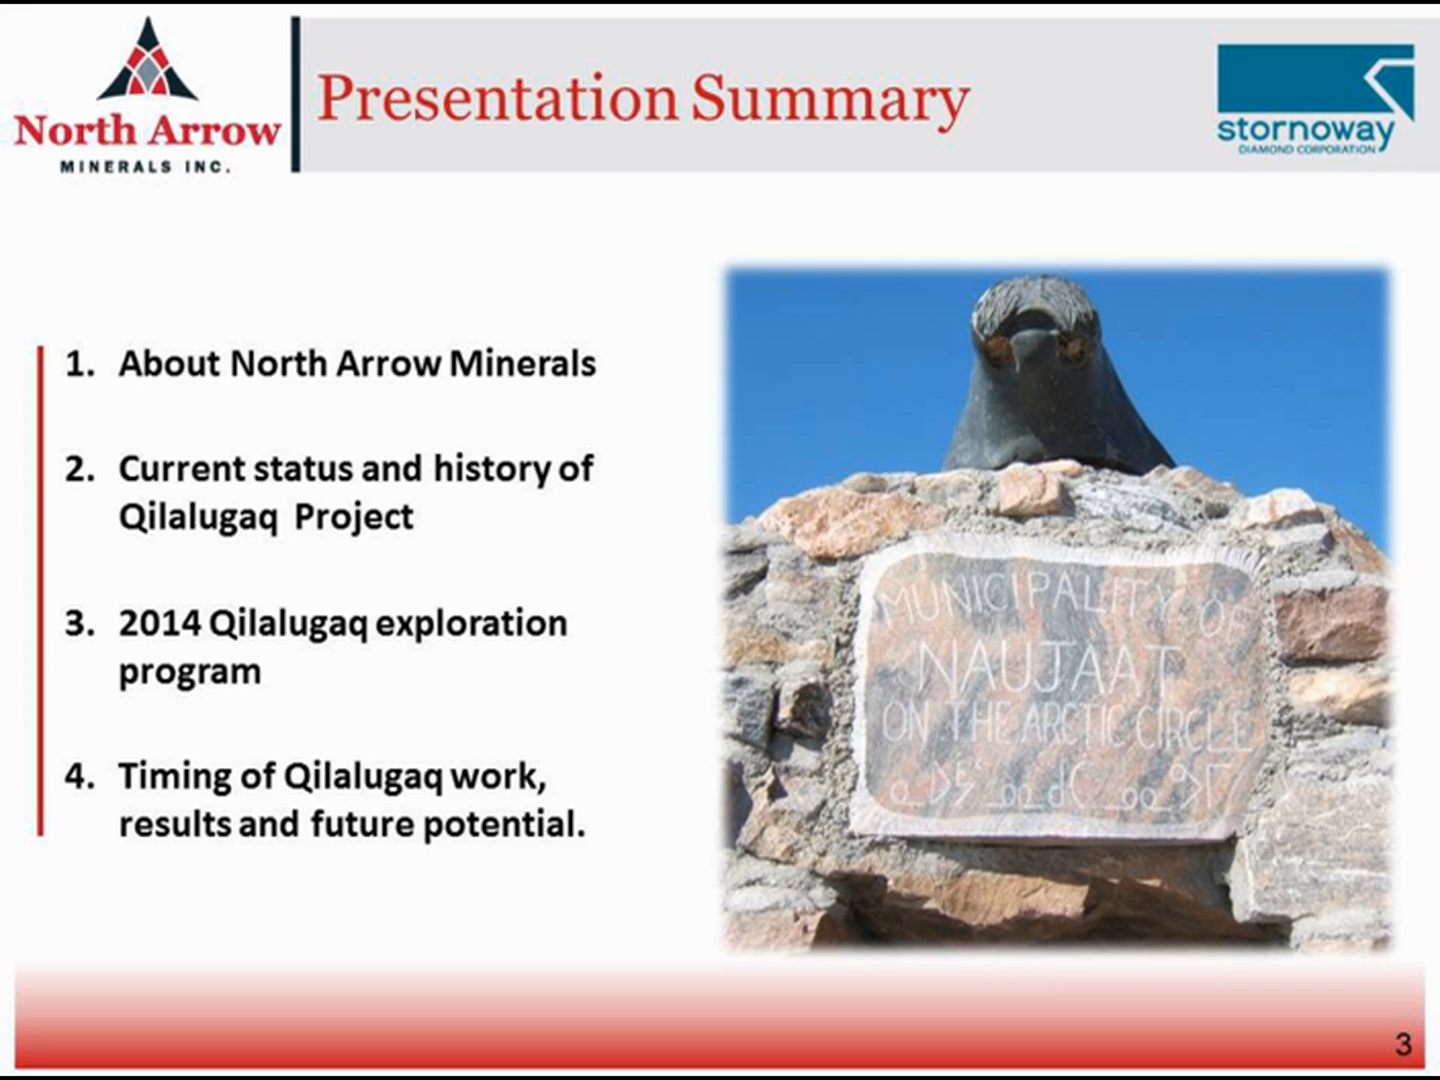 North Arrow
MINERALS INC.
Presentation Summary
stornoway
DIAMOND CORPORATION
1. About North Arrow Minerals
2. Current status and history of
Qilalugaq Project
3. 2014 Qilalugaq exploration
program
4. Timing of Qilalugaq work,
results and future potential.
MUNICIPALITY OF
NAUJAAT
ON THE ARCTIC CIRCLE
3